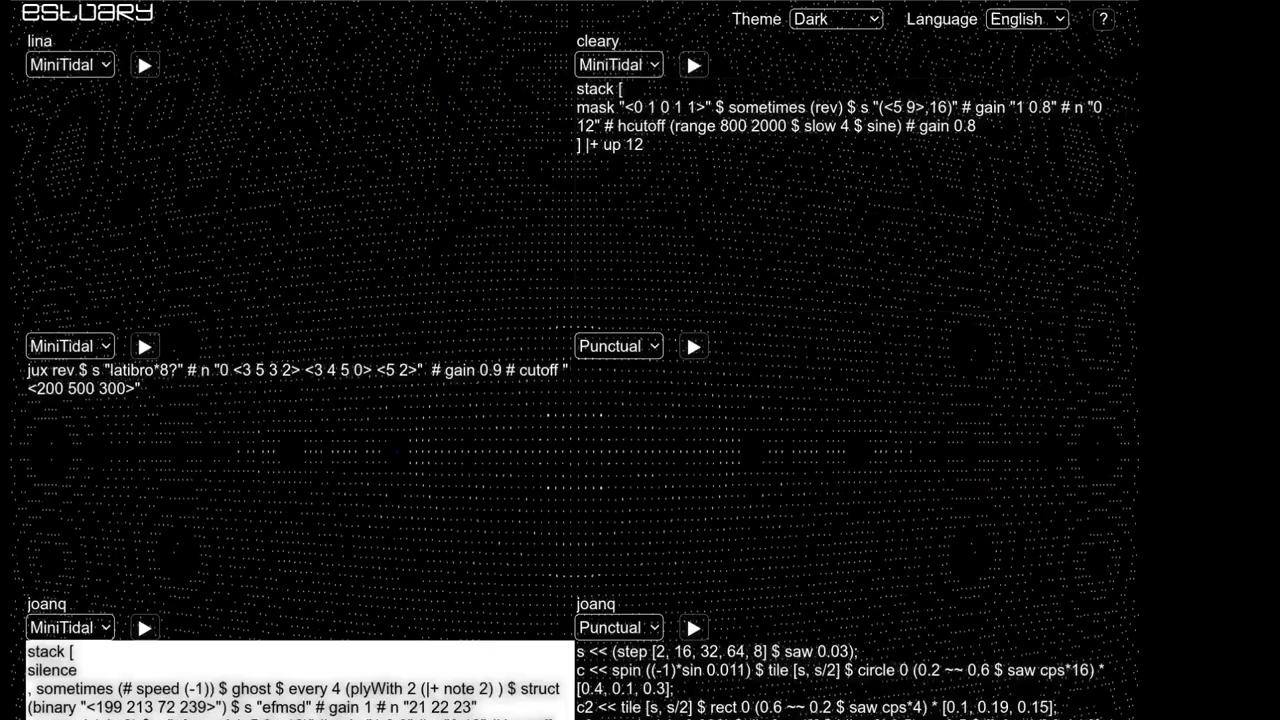 estuary
Theme Dark Language English ?
lina
MiniTidal
cleary
MiniTidal
stack [
mask "<0 1 0 1 1>" $ sometimes (rev) $ s "(<5 9>,16)" # gain "1 0.8" # n "0
12" # hcutoff (range 800 2000 $ slow 4 $ sine) # gain 0.8
] |+ up 12
MiniTidal
jux rev $ s "latibro*8?" # n "0 <3 5 3 2> <3 4 5 0> <5 2>". # gain 0.9 # cutoff "
<200 500 300>"
Punctual
joanq
MiniTidal
stack [
silence
, sometimes (# speed (-1)) $ ghost $ every 4 (plyWith 2 (|+ note 2) ) $ struct
(binary "<199 213 72 239>") $ s "efmsd" # gain 1 # n "21 22 23"
joanq
Punctual
s << (step [2, 16, 32, 64, 8] $ saw 0.03);
c << spin ((-1)*sin 0.011) $ tile [s, s/2] $ circle 0 (0.2 ~~ 0.6 $ saw cps*16) *
[0.4, 0.1, 0.3];
c2 << tile [s, s/2] $ rect 0 (0.6 ~~ 0.2 $ saw cps*4) * [0.1, 0.19, 0.15];